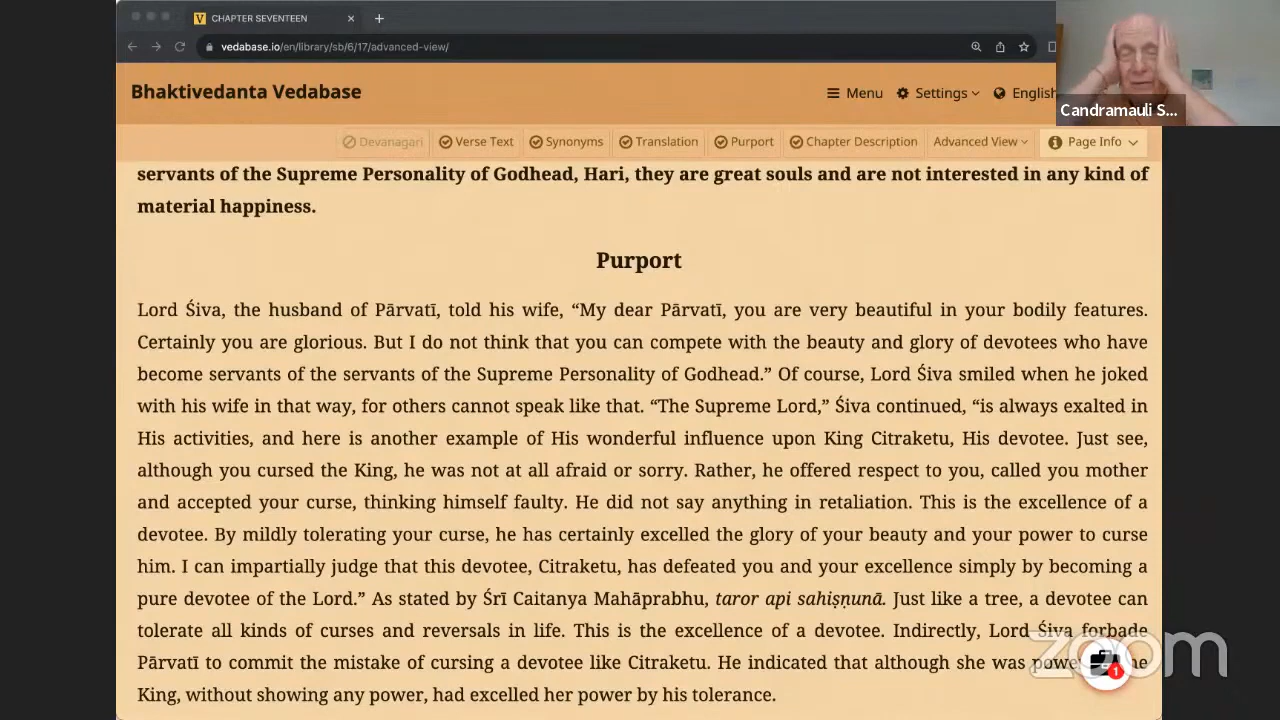 CHAPTER SEVENTEEN
vedabase.io/en/library/sb/6/17/advanced-view/
Bhaktivedanta Vedabase
Menu
Settings
English
Candramauli S...
Devanagari
Verse Text
Synonyms
Translation
Purport
Chapter Description
Advanced View
Page Info
servants of the Supreme Personality of Godhead, Hari, they are great souls and are not interested in any kind of
material happiness.
Purport
Lord Śiva, the husband of Pārvatī, told his wife, “My dear Pārvatī, you are very beautiful in your bodily features.
Certainly you are glorious. But I do not think that you can compete with the beauty and glory of devotees who have
become servants of the servants of the Supreme Personality of Godhead.” Of course, Lord Śiva smiled when he joked
with his wife in that way, for others cannot speak like that. “The Supreme Lord,” Śiva continued, “is always exalted in
His activities, and here is another example of His wonderful influence upon King Citraketu, His devotee. Just see,
although you cursed the King, he was not at all afraid or sorry. Rather, he offered respect to you, called you mother
and accepted your curse, thinking himself faulty. He did not say anything in retaliation. This is the excellence of a
devotee. By mildly tolerating your curse, he has certainly excelled the glory of your beauty and your power to curse
him. I can impartially judge that this devotee, Citraketu, has defeated you and your excellence simply by becoming a
pure devotee of the Lord.” As stated by Śrī Caitanya Mahāprabhu, taror api sahiṣṇunā. Just like a tree, a devotee can
tolerate all kinds of curses and reversals in life. This is the excellence of a devotee. Indirectly, Lord Śiva forbade
Pārvatī to commit the mistake of cursing a devotee like Citraketu. He indicated that although she was
King, without showing any power, had excelled her power by his tolerance.
zoom
1